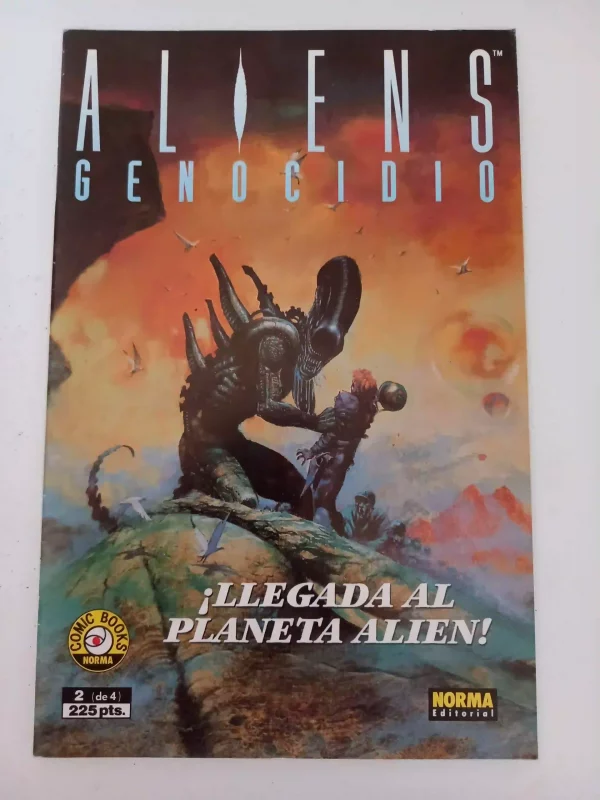 ALIENS™
GENOCIDIO
¡LLEGADA AL
PLANETA ALIEN!
COMIC BOOKS
NORMA
2 (de 4)
225 pts.
NORMA
Editorial